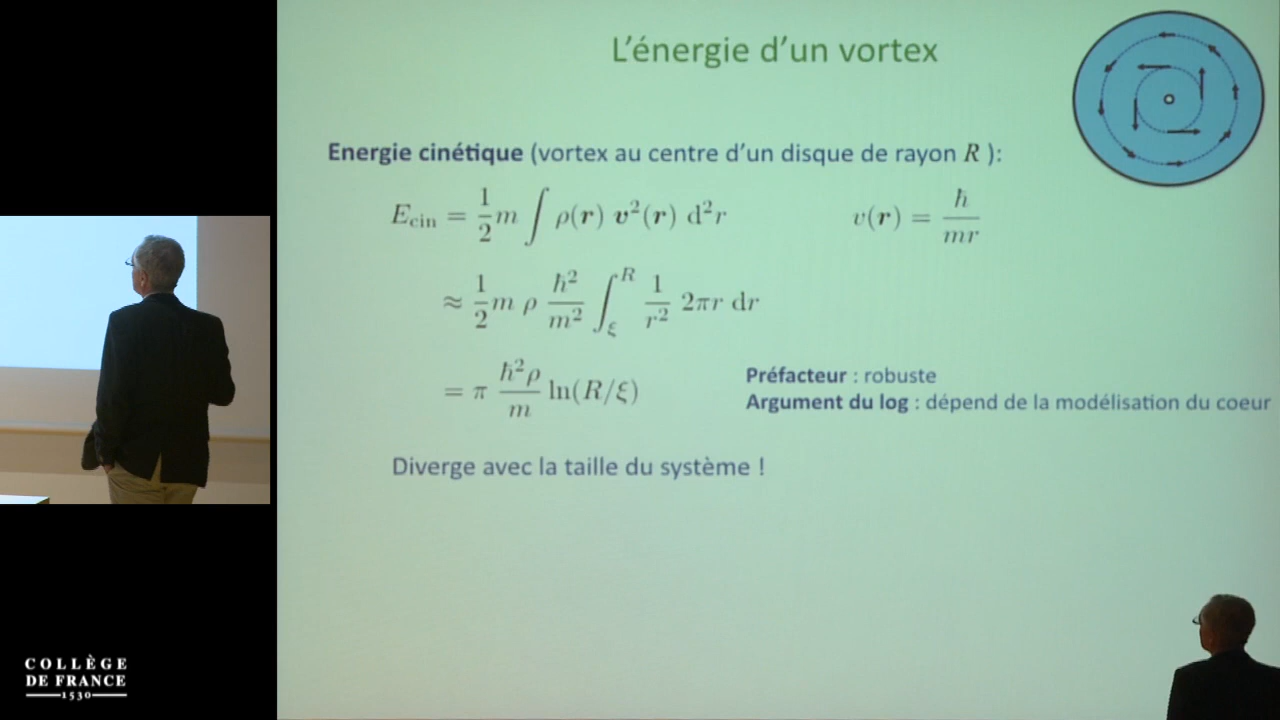 L'énergie d'un vortex
Energie cinétique (vortex au centre d'un disque de rayon R ):
E_cin = 1/2 m ∫ ρ(r) v²(r) d²r    v(r) = ħ/mr
≈ 1/2 m ρ ħ²/m² ∫_ξ^R 1/r² 2πr dr
= π ħ²ρ/m ln(R/ξ)
Préfacteur : robuste
Argument du log : dépend de la modélisation du coeur
Diverge avec la taille du système !
COLLÈGE
DE FRANCE
1530